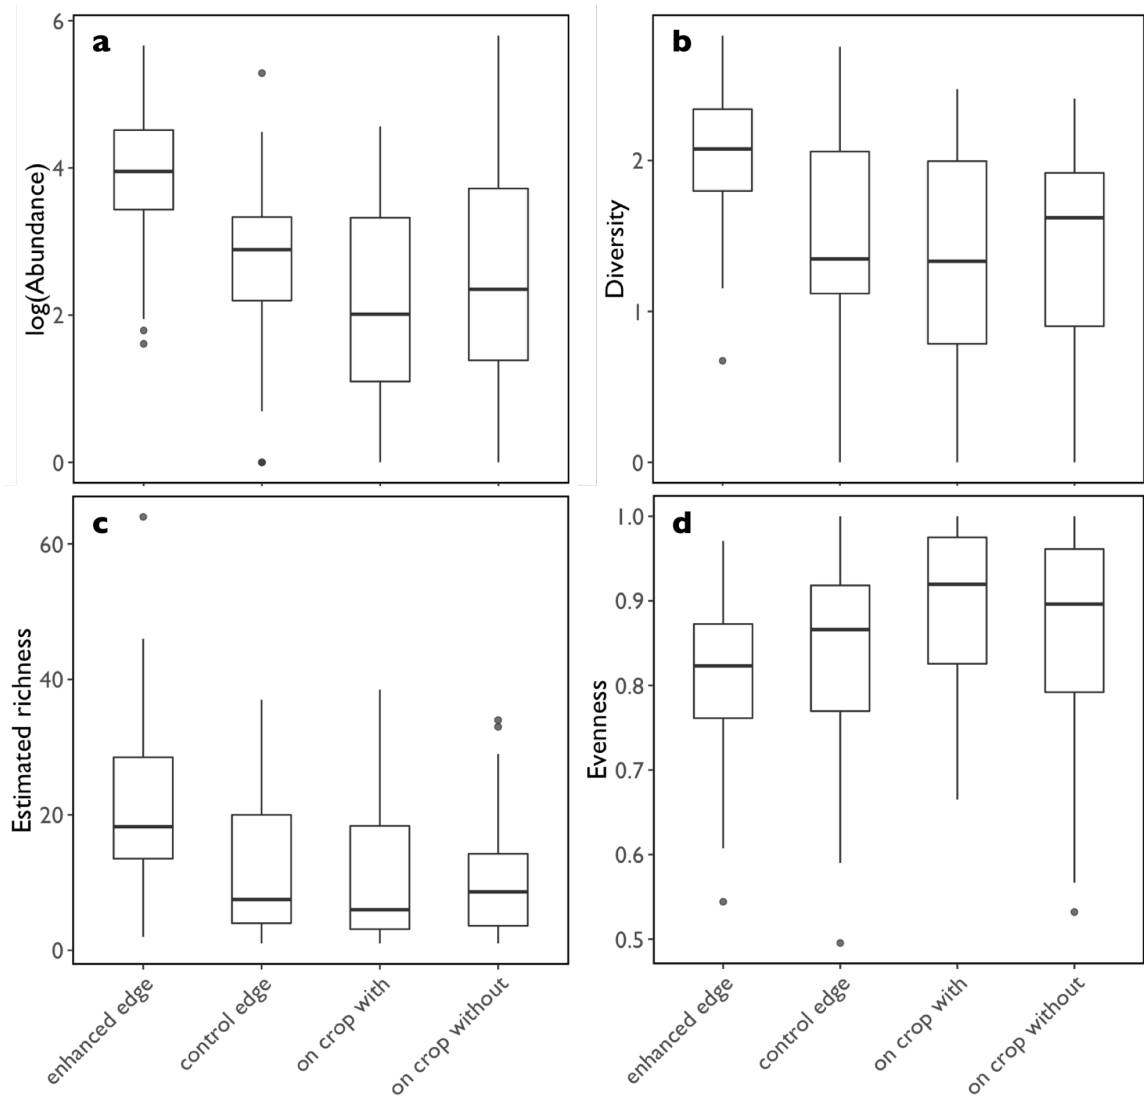 a
log(Abundance)
6
4
2
0
b
Diversity
2
1
0
c
Estimated richness
60
40
20
0
enhanced edge
control edge
on crop with
on crop without
d
Evenness
1.0
0.9
0.8
0.7
0.6
0.5
enhanced edge
control edge
on crop with
on crop without